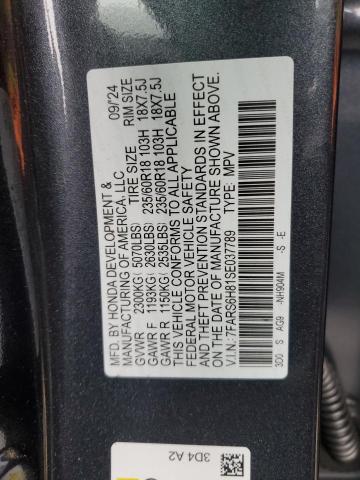 MFD. BY HONDA DEVELOPMENT & 09/'24
MANUFACTURING OF AMERICA, LLC
TIRE SIZE RIM SIZE
GVWR 2300KG ( 5070LBS)
GAWR F 1193KG ( 2630LBS) 235/60R18 103H 18X7.5J
GAWR R 1150KG ( 2535LBS) 235/60R18 103H 18X7.5J
THIS VEHICLE CONFORMS TO ALL APPLICABLE
FEDERAL MOTOR VEHICLE SAFETY
AND THEFT PREVENTION STANDARDS IN EFFECT
ON THE DATE OF MANUFACTURE SHOWN ABOVE.
V.I.N.: 7FARS6H81SE037789 TYPE: MPV
3D0 S AG9 -NH904M -S -E
3D4 A2